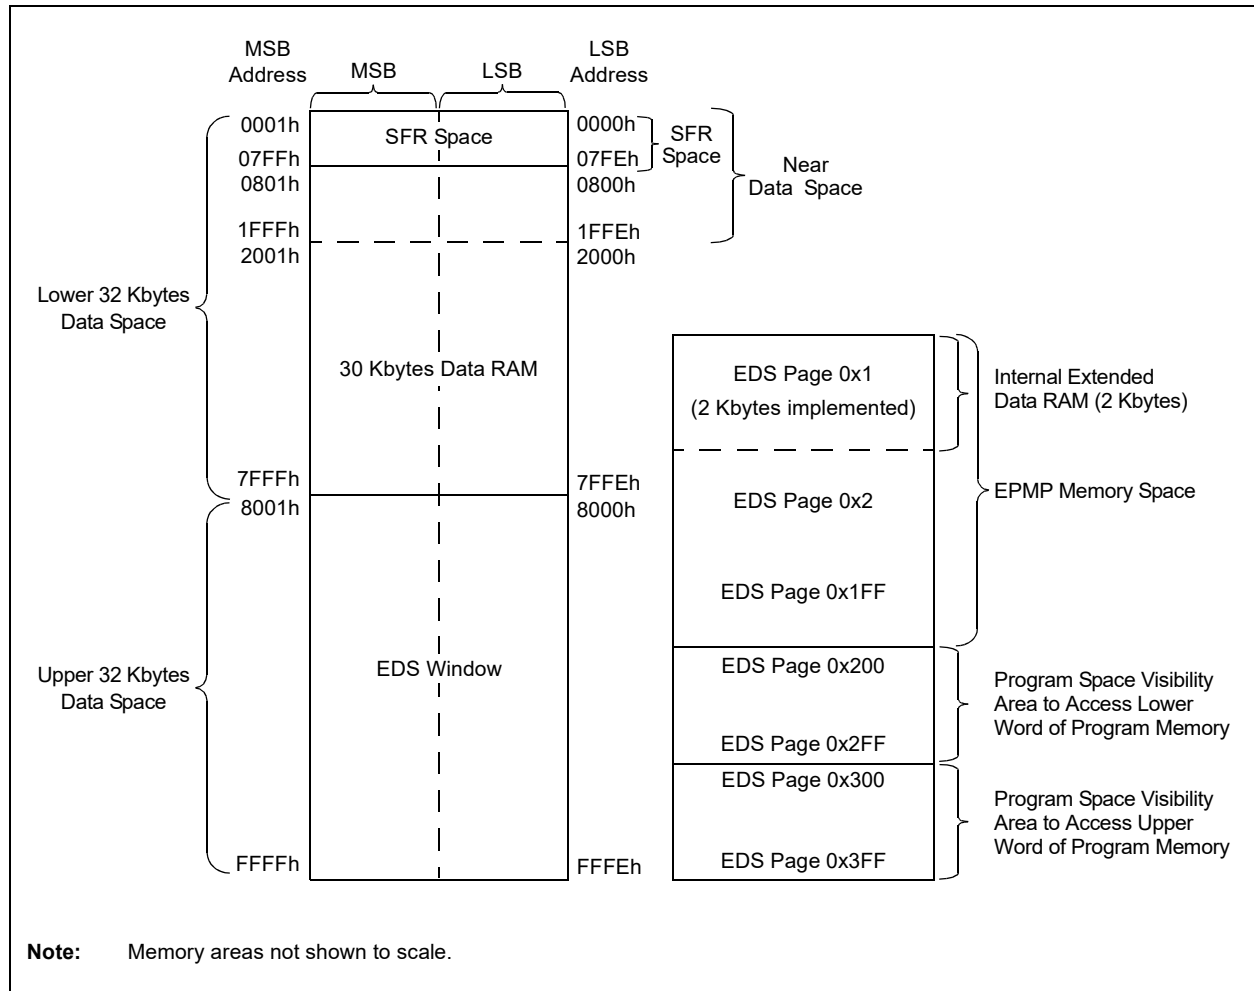 MSB
Address
MSB
LSB
LSB
Address
0001h
SFR Space
0000h
SFR
Space
Near
Data Space
07FFh
07FEh
0801h
0800h
1FFFh
1FFEh
2001h
2000h
Lower 32 Kbytes
Data Space
30 Kbytes Data RAM
7FFFh
7FFEh
8001h
8000h
Upper 32 Kbytes
Data Space
EDS Window
FFFFh
FFFEh
EDS Page 0x1
(2 Kbytes implemented)
Internal Extended
Data RAM (2 Kbytes)
EDS Page 0x2
EPMP Memory Space
EDS Page 0x1FF
EDS Page 0x200
EDS Page 0x2FF
Program Space Visibility
Area to Access Lower
Word of Program Memory
EDS Page 0x300
EDS Page 0x3FF
Program Space Visibility
Area to Access Upper
Word of Program Memory
Note: Memory areas not shown to scale.